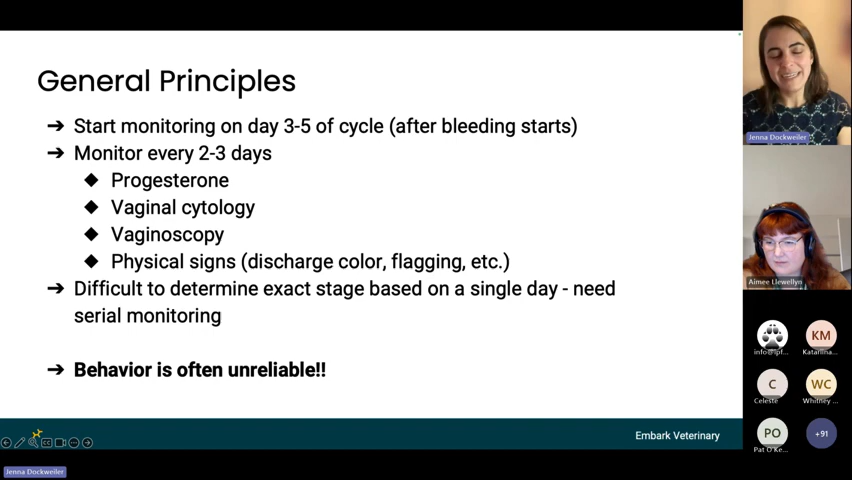 General Principles
➔ Start monitoring on day 3-5 of cycle (after bleeding starts)
➔ Monitor every 2-3 days
◆ Progesterone
◆ Vaginal cytology
◆ Vaginoscopy
◆ Physical signs (discharge color, flagging, etc.)
➔ Difficult to determine exact stage based on a single day - need
serial monitoring
➔ Behavior is often unreliable!!
Embark Veterinary
Jenna Dockweiler
Jenna Dockweiler
Aimee Llewellyn
KM
info@ipf... Katariina...
C WC
Celeste Whitney ...
PO +91
Pat O'Ke...